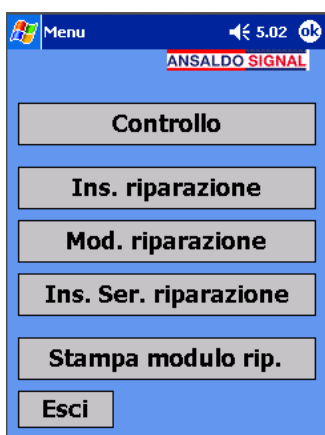 Menu 5.02 ok
ANSALDO SIGNAL
Controllo
Ins. riparazione
Mod. riparazione
Ins. Ser. riparazione
Stampa modulo rip.
Esci